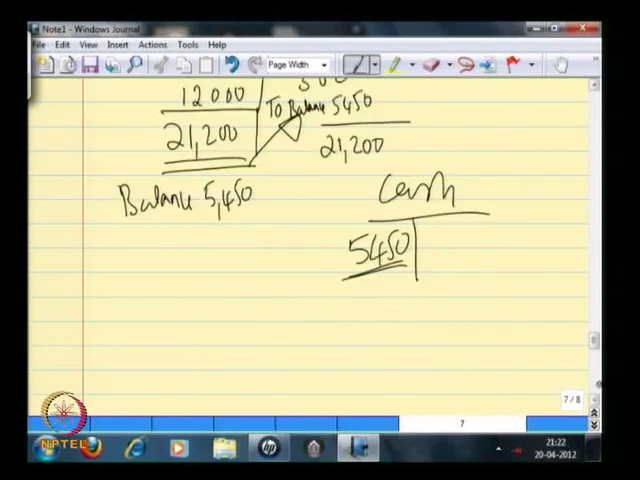 Note1 - Windows Journal
File Edit View Insert Actions Tools Help
Page Width
12000
To Balance 5450
21,200
21,200
Balance 5,450
Cash
5450
7/8
7
NPTEL
21:22
20-04-2012